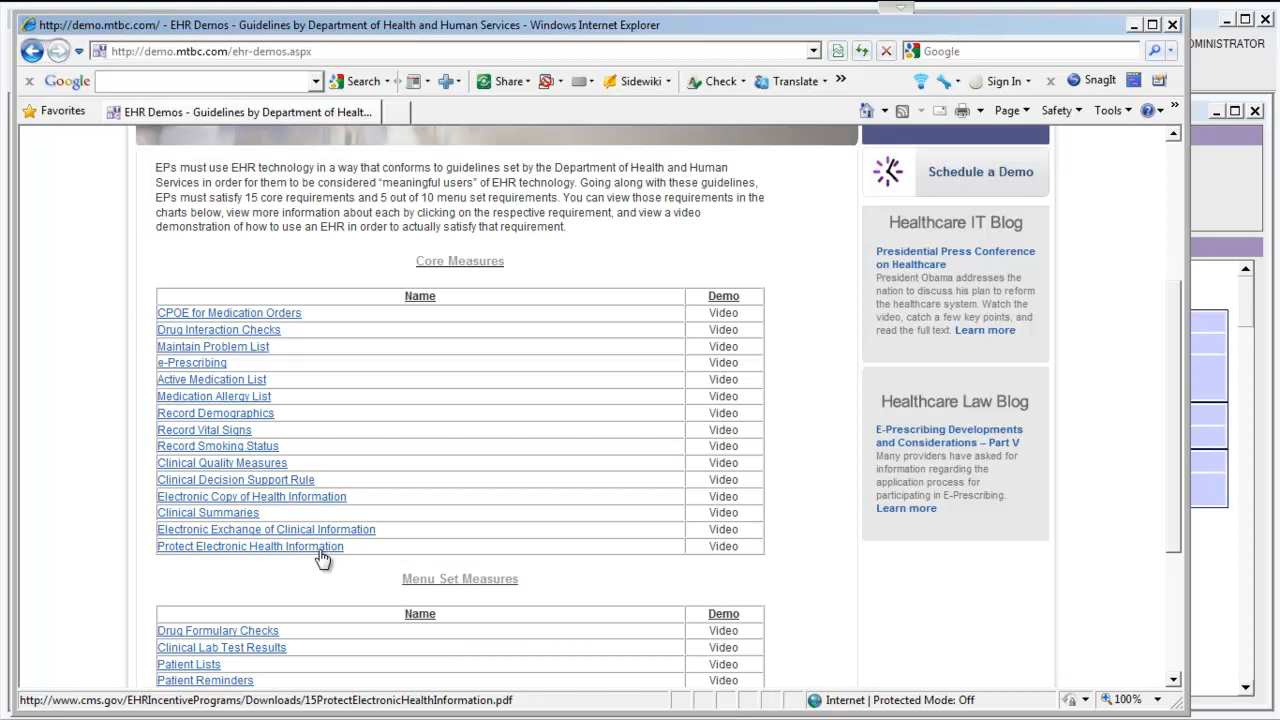 http://demo.mtbc.com/ - EHR Demos - Guidelines by Department of Health and Human Services - Windows Internet Explorer
DMINISTRATOR
http://demo.mtbc.com/ehr-demos.aspx
Google
x Google Search Share Sidewiki Check Translate » Sign In x SnagIt
Favorites
EHR Demos - Guidelines by Department of Healt...
Page Safety Tools »
EPs must use EHR technology in a way that conforms to guidelines set by the Department of Health and Human
Services in order for them to be considered “meaningful users” of EHR technology. Going along with these guidelines,
EPs must satisfy 15 core requirements and 5 out of 10 menu set requirements. You can view those requirements in the
charts below, view more information about each by clicking on the respective requirement, and view a video
demonstration of how to use an EHR in order to actually satisfy that requirement.
Core Measures
Name Demo
CPOE for Medication Orders Video
Drug Interaction Checks Video
Maintain Problem List Video
e-Prescribing Video
Active Medication List Video
Medication Allergy List Video
Record Demographics Video
Record Vital Signs Video
Record Smoking Status Video
Clinical Quality Measures Video
Clinical Decision Support Rule Video
Electronic Copy of Health Information Video
Clinical Summaries Video
Electronic Exchange of Clinical Information Video
Protect Electronic Health Information Video
Menu Set Measures
Name Demo
Drug Formulary Checks Video
Clinical Lab Test Results Video
Patient Lists Video
Patient Reminders Video
Schedule a Demo
Healthcare IT Blog
Presidential Press Conference
on Healthcare
President Obama addresses the
nation to discuss his plan to reform
the healthcare system. Watch the
video, catch a few key points, and
read the full text. Learn more
Healthcare Law Blog
E-Prescribing Developments
and Considerations – Part V
Many providers have asked for
information regarding the
application process for
participating in E-Prescribing.
Learn more
http://www.cms.gov/EHRIncentivePrograms/Downloads/15ProtectElectronicHealthInformation.pdf
Internet | Protected Mode: Off
100%